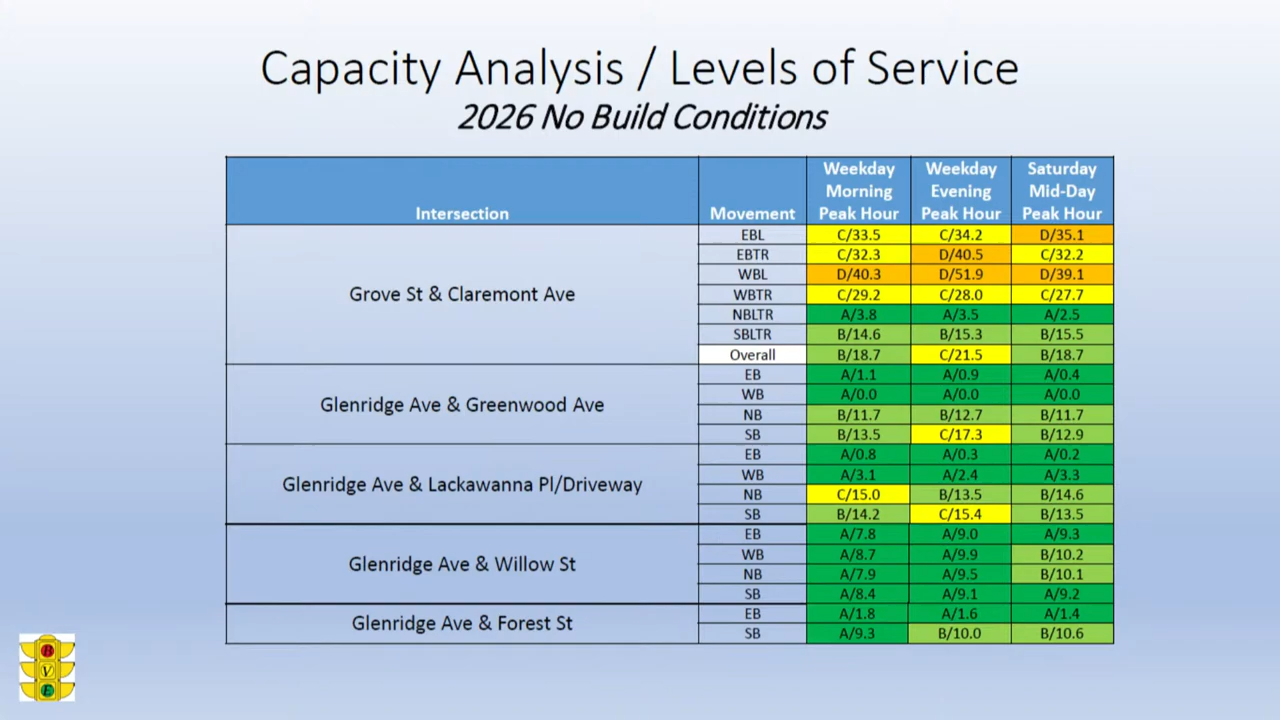 Capacity Analysis / Levels of Service
2026 No Build Conditions
Intersection Movement Weekday Morning Peak Hour Weekday Evening Peak Hour Saturday Mid-Day Peak Hour
Grove St & Claremont Ave
EBL C/33.5 C/34.2 D/35.1
EBTR C/32.3 D/40.5 C/32.2
WBL D/40.3 D/51.9 D/39.1
WBTR C/29.2 C/28.0 C/27.7
NBLTR A/3.8 A/3.5 A/2.5
SBLTR B/14.6 B/15.3 B/15.5
Overall B/18.7 C/21.5 B/18.7
Glenridge Ave & Greenwood Ave
EB A/1.1 A/0.9 A/0.4
WB A/0.0 A/0.0 A/0.0
NB B/11.7 B/12.7 B/11.7
SB B/13.5 C/17.3 B/12.9
Glenridge Ave & Lackawanna Pl/Driveway
EB A/0.8 A/0.3 A/0.2
WB A/3.1 A/2.4 A/3.3
NB C/15.0 B/13.5 B/14.6
SB B/14.2 C/15.4 B/13.5
Glenridge Ave & Willow St
EB A/7.8 A/9.0 A/9.3
WB A/8.7 A/9.9 B/10.2
NB A/7.9 A/9.5 B/10.1
SB A/8.4 A/9.1 A/9.2
Glenridge Ave & Forest St
EB A/1.8 A/1.6 A/1.4
SB A/9.3 B/10.0 B/10.6
B
V
E